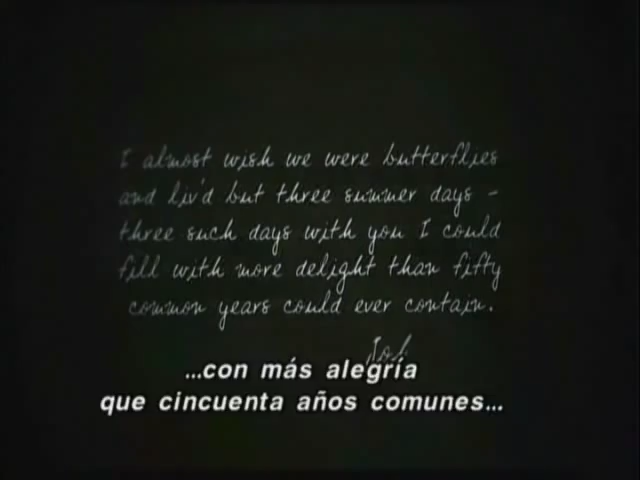 I almost wish we were butterflies
and liv'd but three summer days -
three such days with you I could
fill with more delight than fifty
common years could ever contain.
...con más alegría
que cincuenta años comunes...